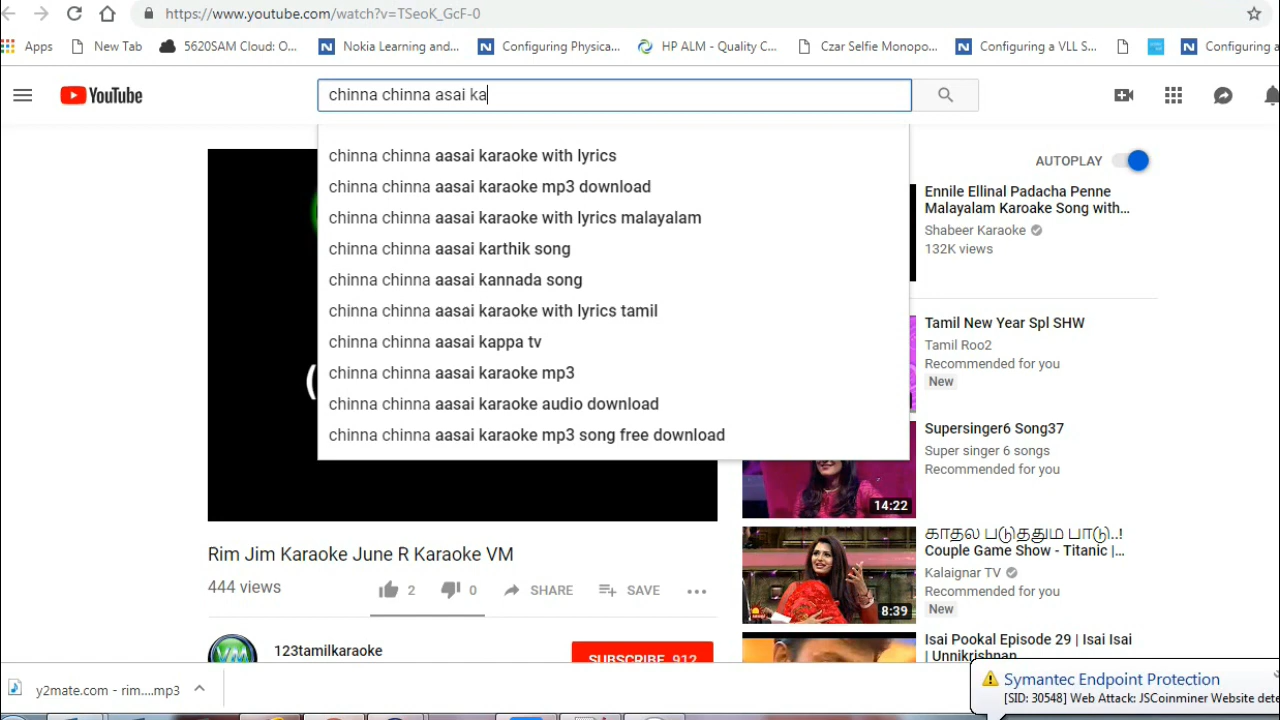 https://www.youtube.com/watch?v=TSeoK_GcF-0
Apps New Tab 5620SAM Cloud: O... Nokia Learning and... Configuring Physica... HP ALM - Quality C... Czar Selfie Monopo... Configuring a VLL S... Configuring a
YouTube
chinna chinna asai ka
chinna chinna aasai karaoke with lyrics
chinna chinna aasai karaoke mp3 download
chinna chinna aasai karaoke with lyrics malayalam
chinna chinna aasai karthik song
chinna chinna aasai kannada song
chinna chinna aasai karaoke with lyrics tamil
chinna chinna aasai kappa tv
chinna chinna aasai karaoke mp3
chinna chinna aasai karaoke audio download
chinna chinna aasai karaoke mp3 song free download
(
Rim Jim Karaoke June R Karaoke VM
444 views
2 0 SHARE SAVE
VM
123tamilkaraoke
SUBSCRIBE 912
AUTOPLAY
Ennile Ellinal Padacha Penne
Malayalam Karoake Song with...
Shabeer Karaoke
132K views
Tamil New Year Spl SHW
Tamil Roo2
Recommended for you
New
Supersinger6 Song37
Super singer 6 songs
Recommended for you
14:22
காதல படுத்தும பாடு..!
Couple Game Show - Titanic |...
Kalaignar TV
Recommended for you
New
8:39
Isai Pookal Episode 29 | Isai Isai
| Unnikrishnan
y2mate.com - rim....mp3
Symantec Endpoint Protection
[SID: 30548] Web Attack: JSCoinminer Website dete